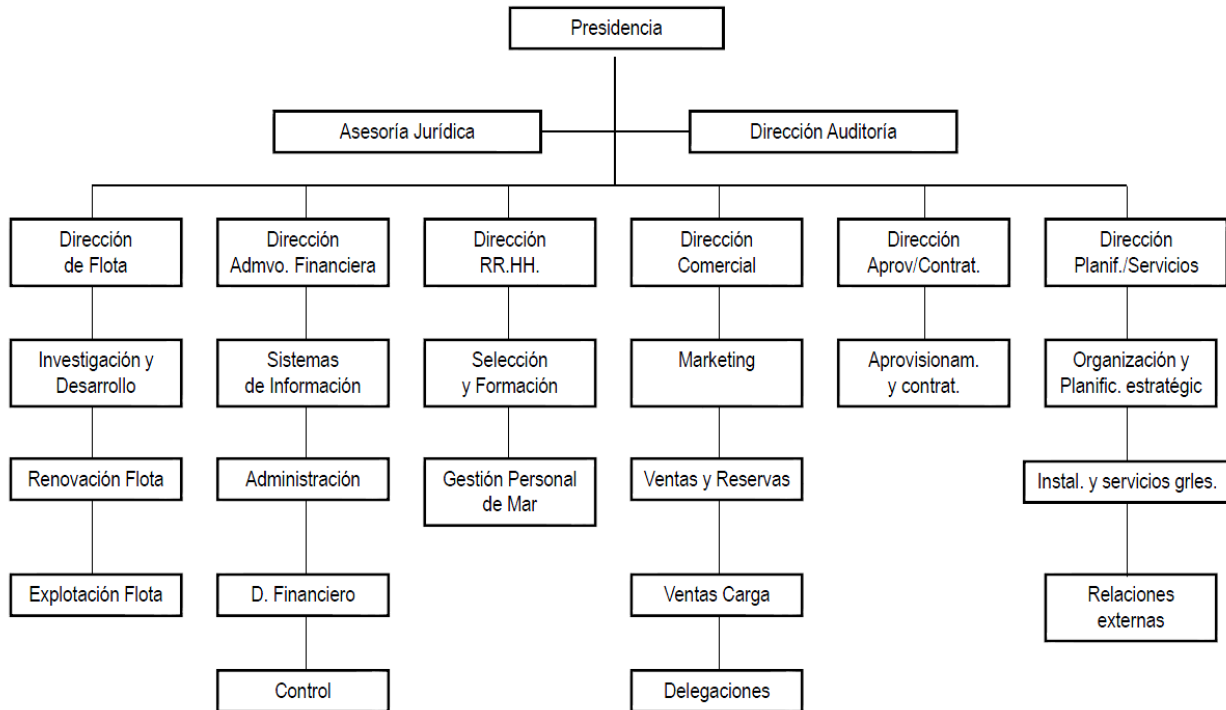 Presidencia
Asesoría Jurídica
Dirección Auditoría
Dirección
de Flota
Dirección
Admvo. Financiera
Dirección
RR.HH.
Dirección
Comercial
Dirección
Aprov/Contrat.
Dirección
Planif./Servicios
Investigación y
Desarrollo
Sistemas
de Información
Selección
y Formación
Marketing
Aprovisionam.
y contrat.
Organización y
Planific. estratégic
Renovación Flota
Administración
Gestión Personal
de Mar
Ventas y Reservas
Instal. y servicios grles.
Explotación Flota
D. Financiero
Ventas Carga
Relaciones
externas
Control
Delegaciones